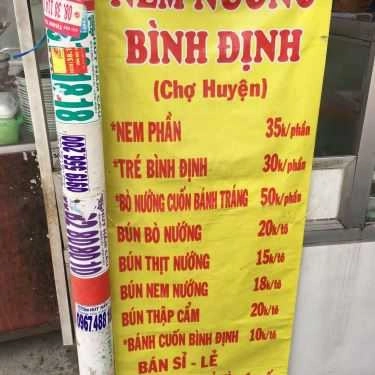 NEM NƯỚNG
BÌNH ĐỊNH
(Chợ Huyện)
*NEM PHẦN 35k/phần
*TRÉ BÌNH ĐỊNH 30k/phần
*BÒ NƯỚNG CUỐN BÁNH TRÁNG 50k/phần
BÚN BÒ NƯỚNG 20k/tô
BÚN THỊT NƯỚNG 15k/tô
BÚN NEM NƯỚNG 18k/tô
BÚN THẬP CẨM 20k/tô
*BÁNH CUỐN BÌNH ĐỊNH 10k/tô
BÁN SỈ - LẺ
0967488